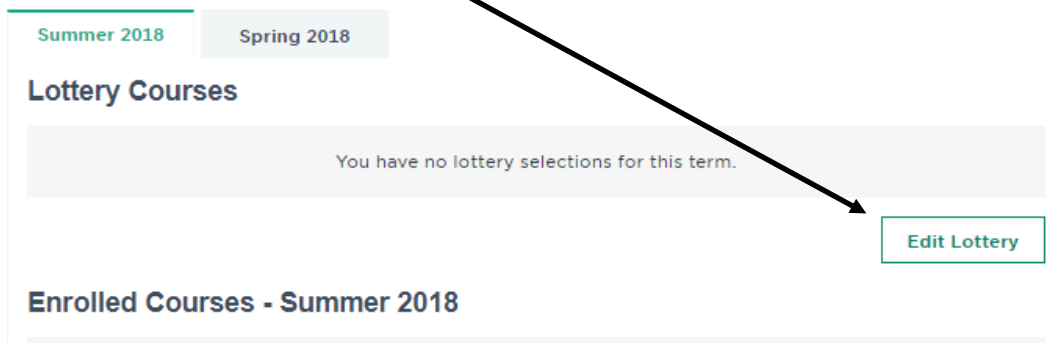 Summer 2018 Spring 2018
Lottery Courses
You have no lottery selections for this term.
Edit Lottery
Enrolled Courses - Summer 2018